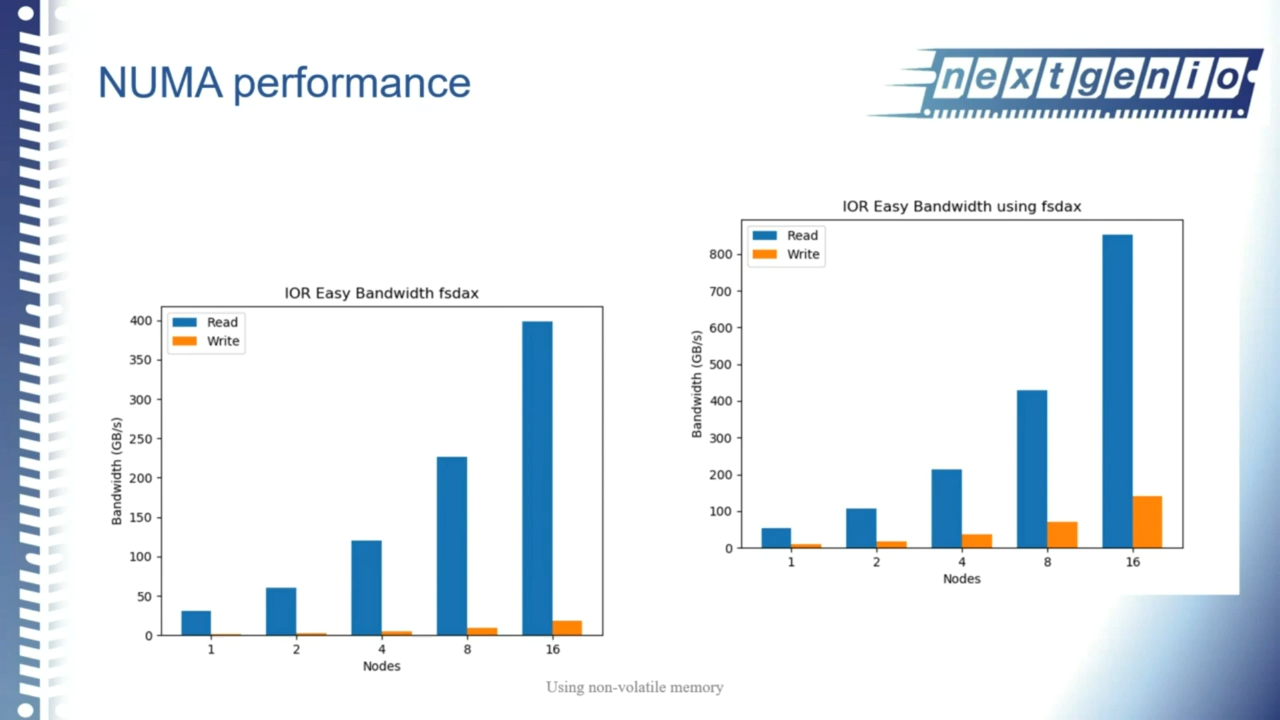 NUMA performance
nextgenio
IOR Easy Bandwidth fsdax
Read
Write
Bandwidth (GB/s)
400
350
300
250
200
150
100
50
0
1 2 4 8 16
Nodes
IOR Easy Bandwidth using fsdax
Read
Write
Bandwidth (GB/s)
800
700
600
500
400
300
200
100
0
1 2 4 8 16
Nodes
Using non-volatile memory